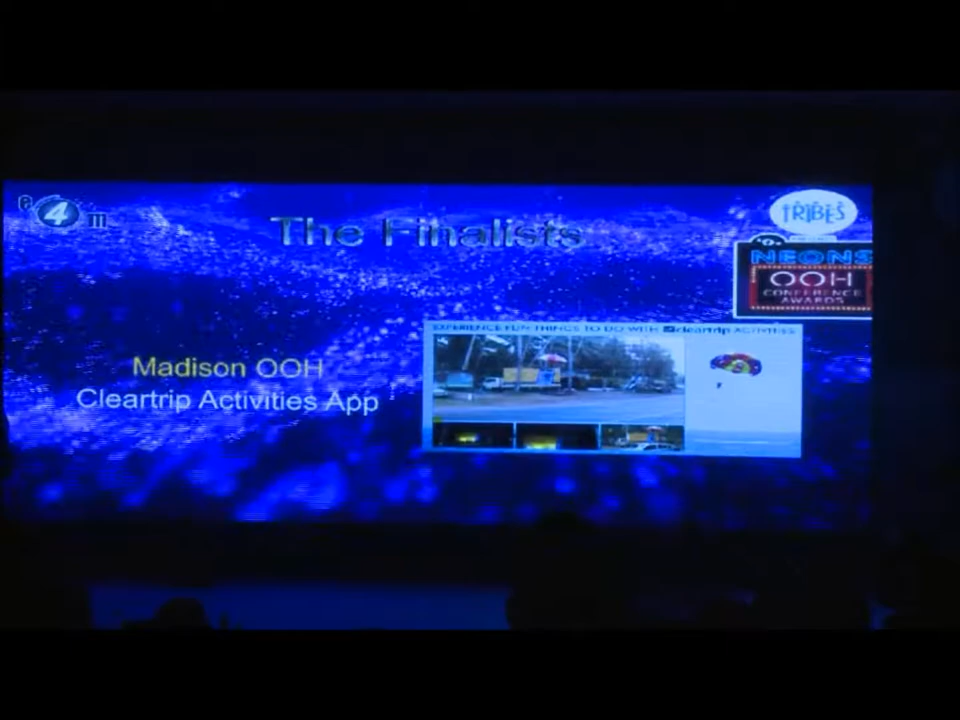 e4m
The Finalists
TRIBES
NEONS
OOH
CONFERENCE
AWARDS
EXPERIENCE FUN THINGS TO DO WITH cleartrip ACTIVITIES
Madison OOH
Cleartrip Activities App